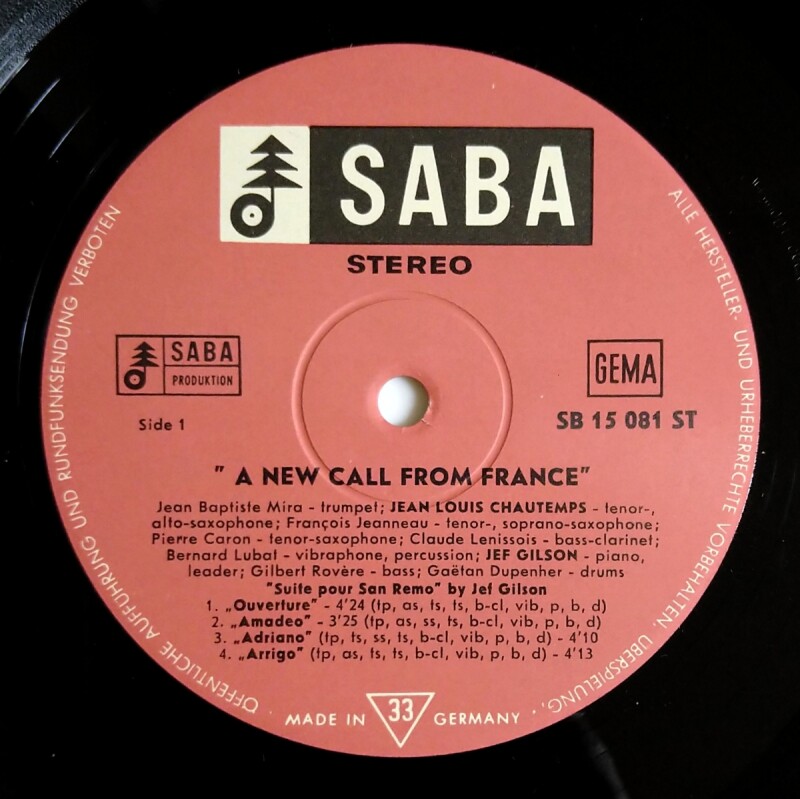 SABA
STEREO
SABA
PRODUKTION
GEMA
Side 1
SB 15 081 ST
" A NEW CALL FROM FRANCE"
Jean Baptiste Mira - trumpet; JEAN LOUIS CHAUTEMPS - tenor-,
alto-saxophone; François Jeanneau - tenor-, soprano-saxophone;
Pierre Caron - tenor-saxophone; Claude Lenissois - bass-clarinet;
Bernard Lubat - vibraphone, percussion; JEF GILSON - piano,
leader; Gilbert Rovère - bass; Gaëtan Dupenher - drums
"Suite pour San Remo" by Jef Gilson
1. „Ouverture" - 4'24 (tp, as, ts, ts, b-cl, vib, p, b, d)
2. „Amadeo" - 3'25 (tp, as, ss, ts, b-cl, vib, p, b, d)
3. „Adriano" (tp, ts, ss, ts, b-cl, vib, p, b, d) - 4'10
4. „Arrigo" (tp, as, ts, ts, b-cl, vib, p, b, d) - 4'13
MADE IN 33 GERMANY
ALLE HERSTELLER- UND URHEBERRECHTE VORBEHALTEN. ÜBERSPIELUNG,
ÖFFENTLICHE AUFFÜHRUNG UND RUNDFUNKSENDUNG VERBOTEN